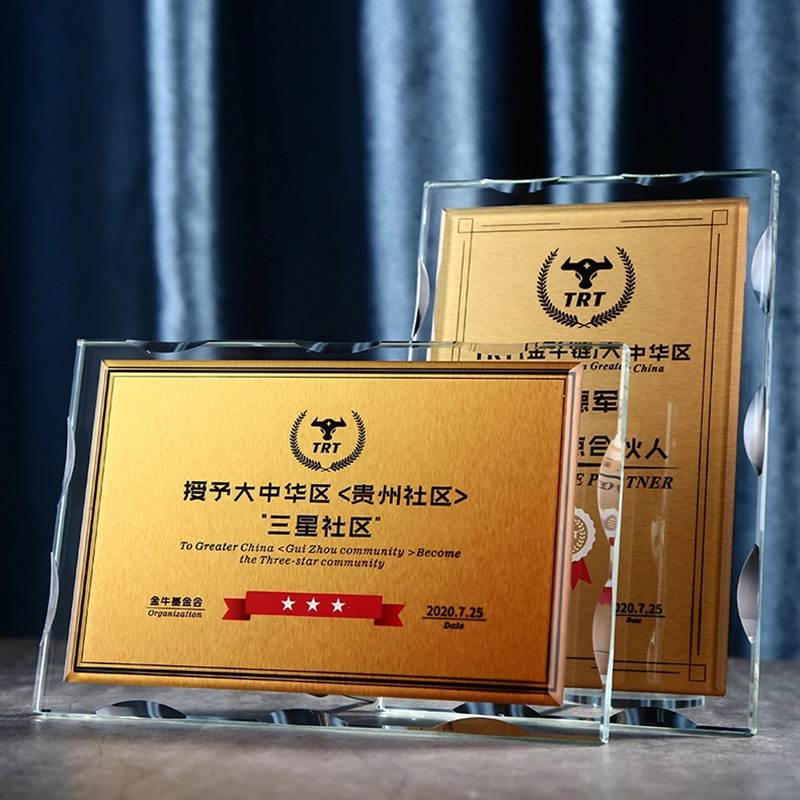 TRT
授予大中华区<贵州社区>
"三星社区"
To Greater China <Gui Zhou community >Become
the Three-star community
金牛基金会
Organization
2020.7.25
Date
TRT
TRT(金牛链)大中华区
Greater China
军
合伙人
2020.7.25
Date